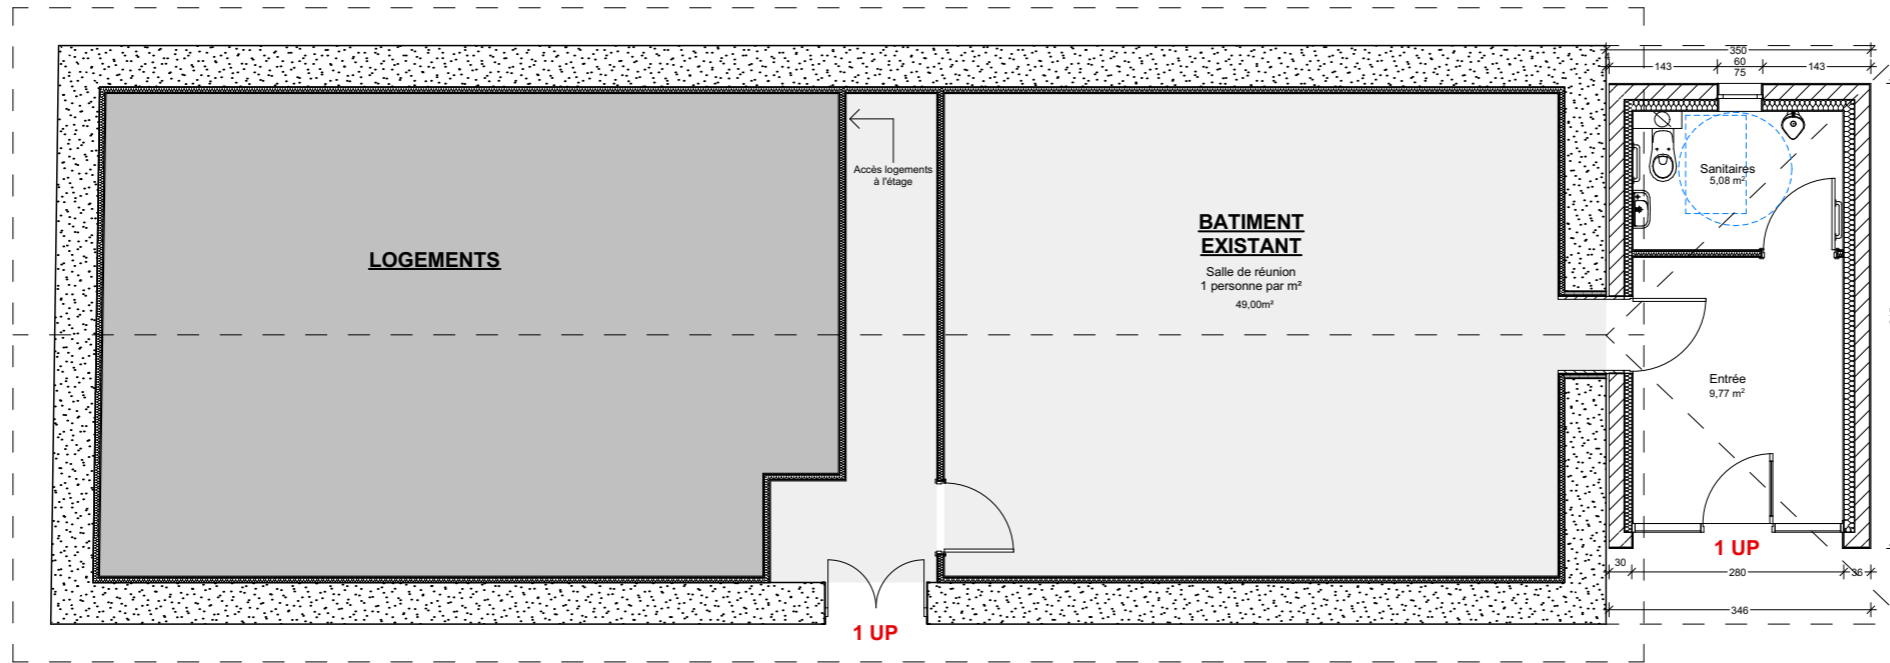 350
143
60
143
75
Accès logements
à l'étage
Sanitaires
5,08 m²
LOGEMENTS
BATIMENT
EXISTANT
Salle de réunion
1 personne par m²
49,00m²
Entrée
9,77 m²
1 UP
30
280
36
346
1 UP